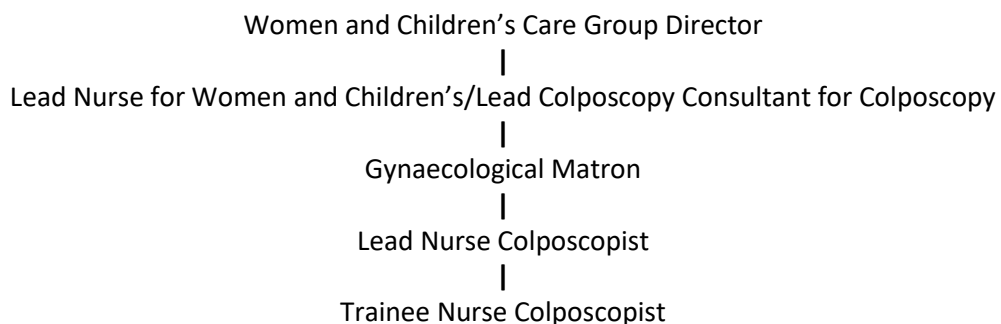 Women and Children’s Care Group Director
Lead Nurse for Women and Children’s/Lead Colposcopy Consultant for Colposcopy
Gynaecological Matron
Lead Nurse Colposcopist
Trainee Nurse Colposcopist